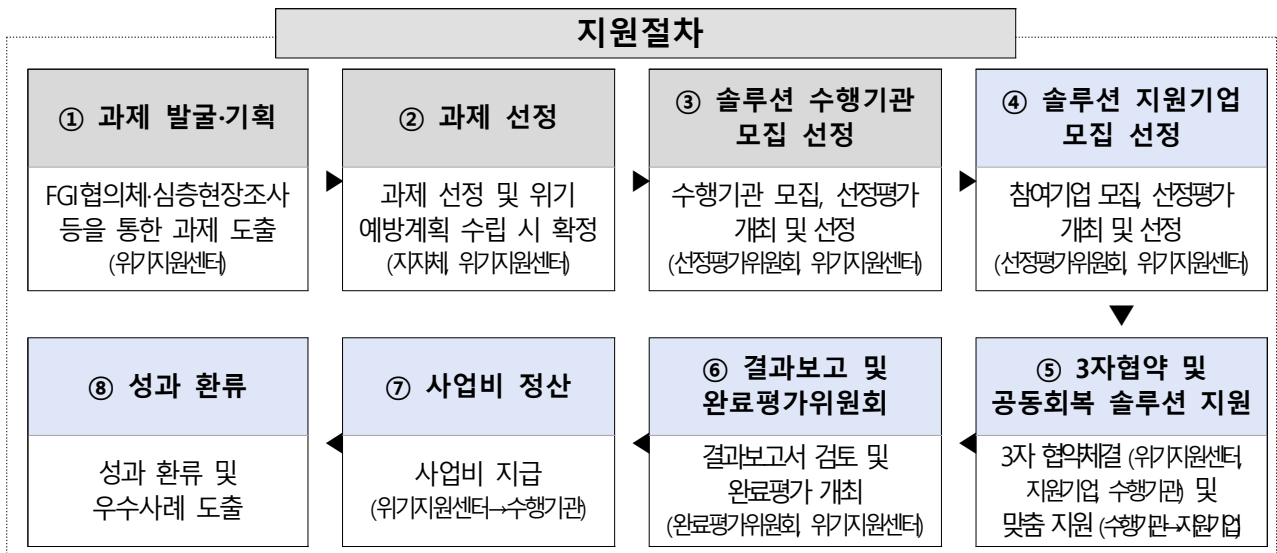 지원절차
① 과제 발굴·기획
FGI협의체·심층현장조사
등을 통한 과제 도출
(위기지원센터)
② 과제 선정
과제 선정 및 위기
예방계획 수립 시 확정
(지자체, 위기지원센터)
③ 솔루션 수행기관
모집 선정
수행기관 모집, 선정평가
개최 및 선정
(선정평가위원회, 위기지원센터)
④ 솔루션 지원기업
모집 선정
참여기업 모집, 선정평가
개최 및 선정
(선정평가위원회, 위기지원센터)
⑤ 3자협약 및
공동회복 솔루션 지원
3자 협약체결 (위기지원센터,
지원기업, 수행기관) 및
맞춤 지원 (수행기관→지원기업)
⑥ 결과보고 및
완료평가위원회
결과보고서 검토 및
완료평가 개최
(완료평가위원회, 위기지원센터)
⑦ 사업비 정산
사업비 지급
(위기지원센터→수행기관)
⑧ 성과 환류
성과 환류 및
우수사례 도출